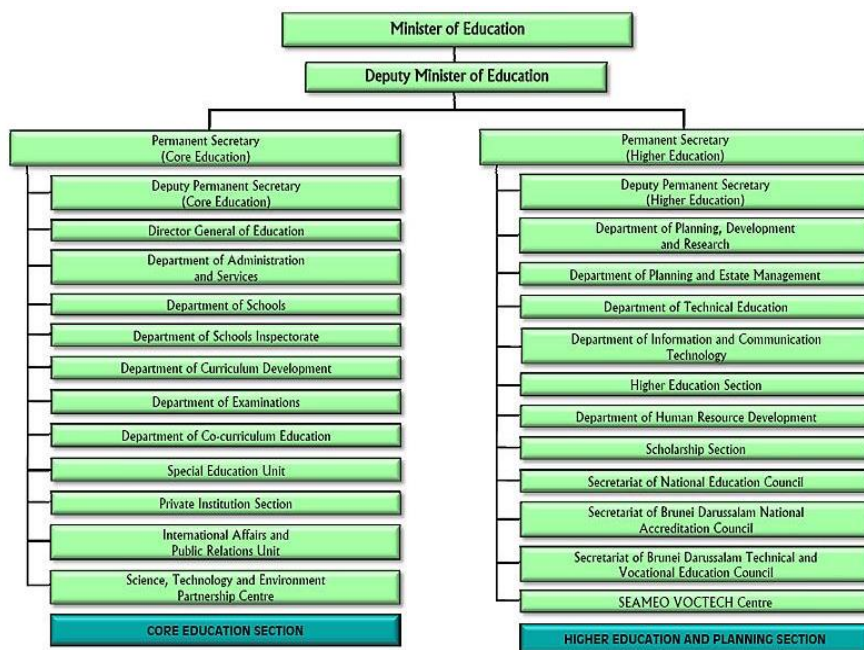 Minister of Education
Deputy Minister of Education
Permanent Secretary
(Core Education)
Deputy Permanent Secretary
(Core Education)
Director General of Education
Department of Administration
and Services
Department of Schools
Department of Schools Inspectorate
Department of Curriculum Development
Department of Examinations
Department of Co-curriculum Education
Special Education Unit
Private Institution Section
International Affairs and
Public Relations Unit
Science, Technology and Environment
Partnership Centre
CORE EDUCATION SECTION
Permanent Secretary
(Higher Education)
Deputy Permanent Secretary
(Higher Education)
Department of Planning, Development
and Research
Department of Planning and Estate Management
Department of Technical Education
Department of Information and Communication
Technology
Higher Education Section
Department of Human Resource Development
Scholarship Section
Secretariat of National Education Council
Secretariat of Brunei Darussalam National
Accreditation Council
Secretariat of Brunei Darussalam Technical and
Vocational Education Council
SEAMEO VOCTECH Centre
HIGHER EDUCATION AND PLANNING SECTION